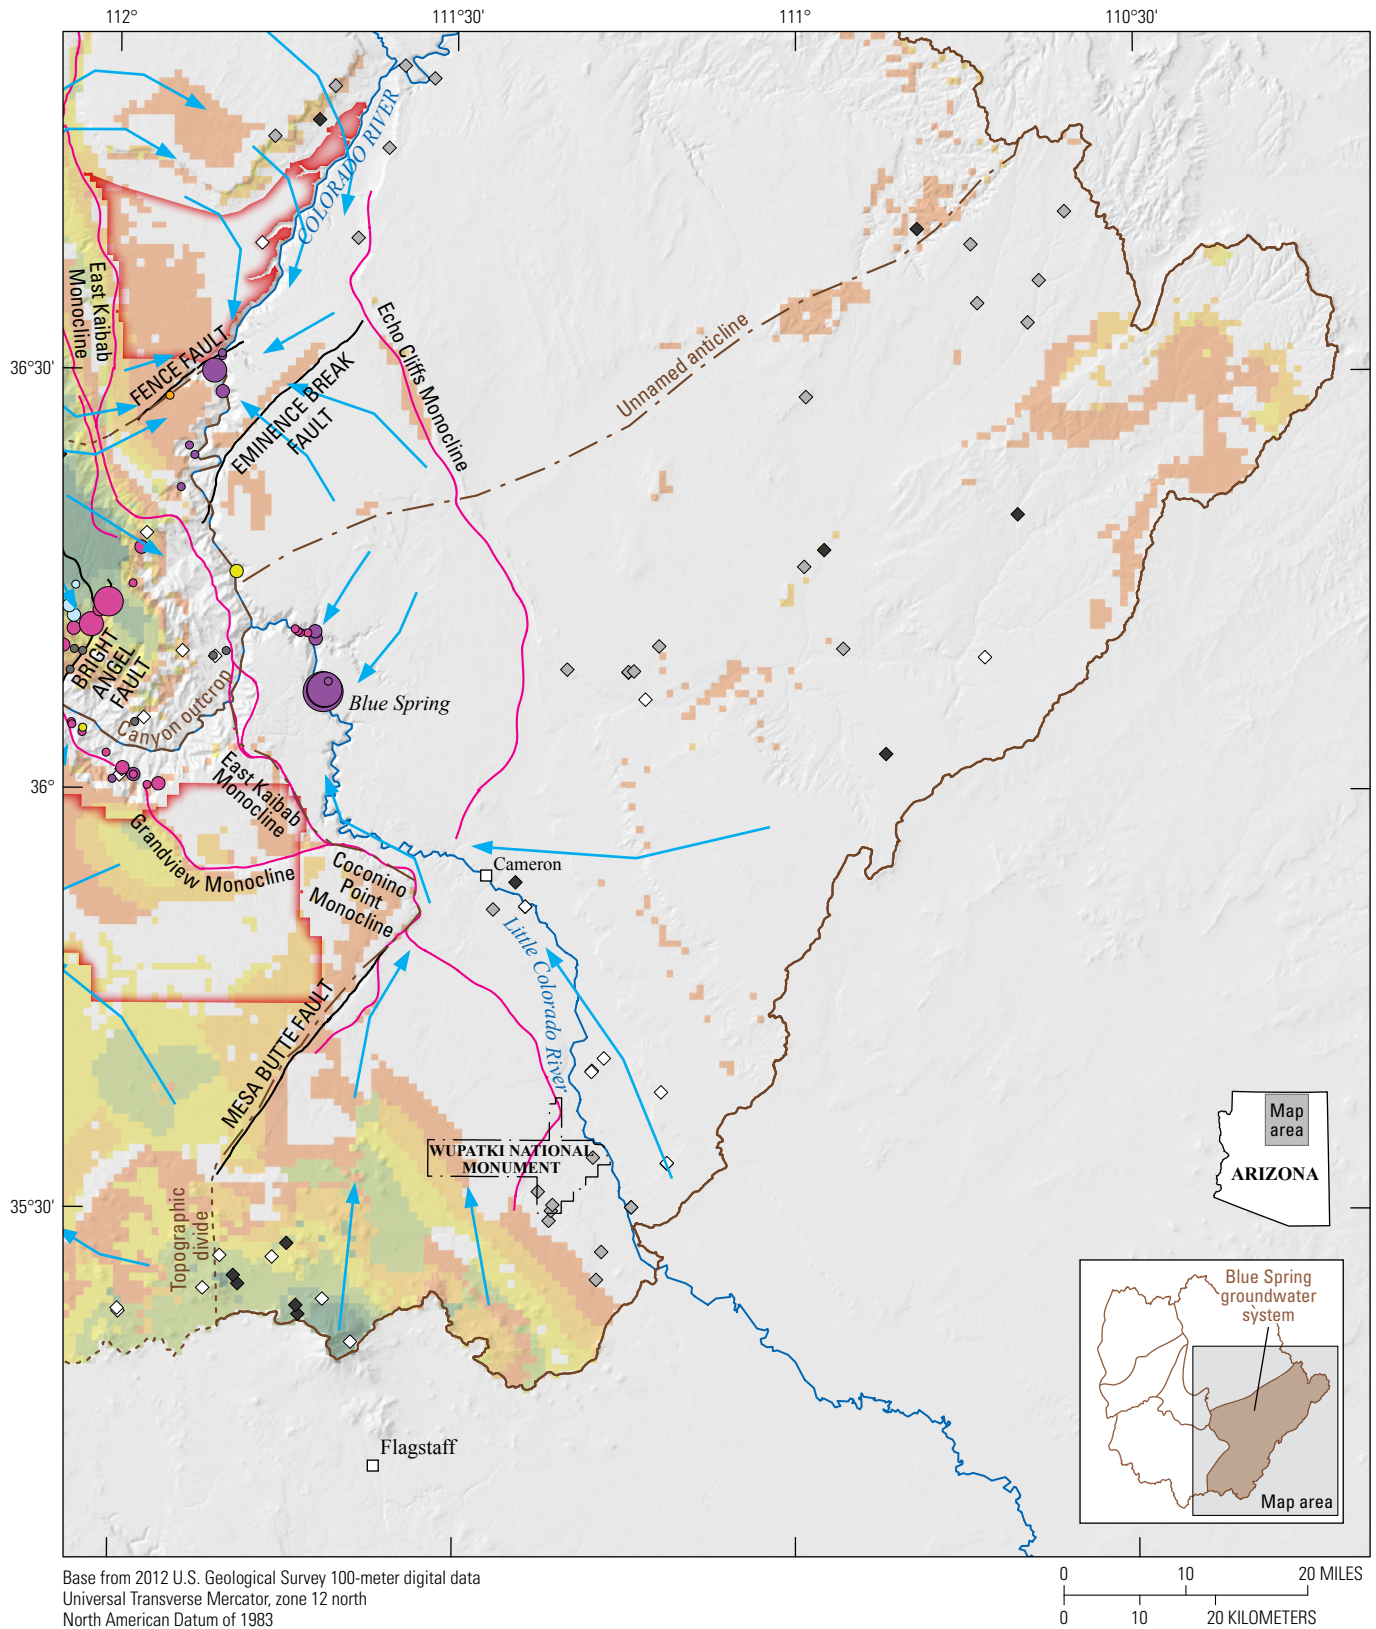 112°
111°30'
111°
110°30'
36°30'
36°
35°30'
COLORADO RIVER
East Kaibab
Monocline
FENCE FAULT
Echo Cliffs Monocline
EMINENCE BREAK
FAULT
Unnamed anticline
BRIGHT
ANGEL
FAULT
Canyon outcrop
Blue Spring
East Kaibab
Monocline
Grandview Monocline
Coconino
Point
Monocline
Cameron
Little Colorado River
MESA BUTTE FAULT
WUPATKI NATIONAL
MONUMENT
Topographic
divide
Flagstaff
Map
area
ARIZONA
Blue Spring
groundwater
system
Map area
Base from 2012 U.S. Geological Survey 100-meter digital data
Universal Transverse Mercator, zone 12 north
North American Datum of 1983
0 10 20 MILES
0 10 20 KILOMETERS